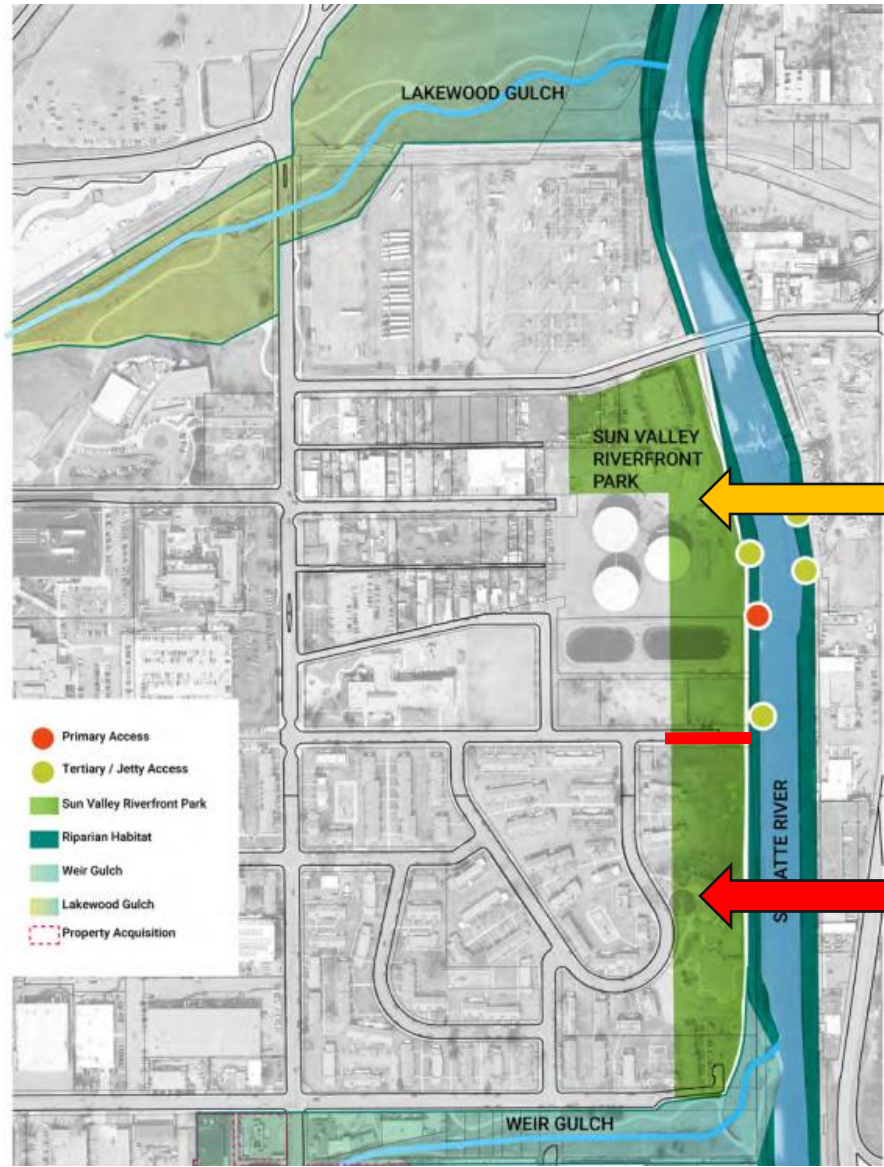 LAKEWOOD GULCH
SUN VALLEY
RIVERFRONT
PARK
Primary Access
Tertiary / Jetty Access
Sun Valley Riverfront Park
Riparian Habitat
Weir Gulch
Lakewood Gulch
Property Acquisition
ATTE RIVER
WEIR GULCH